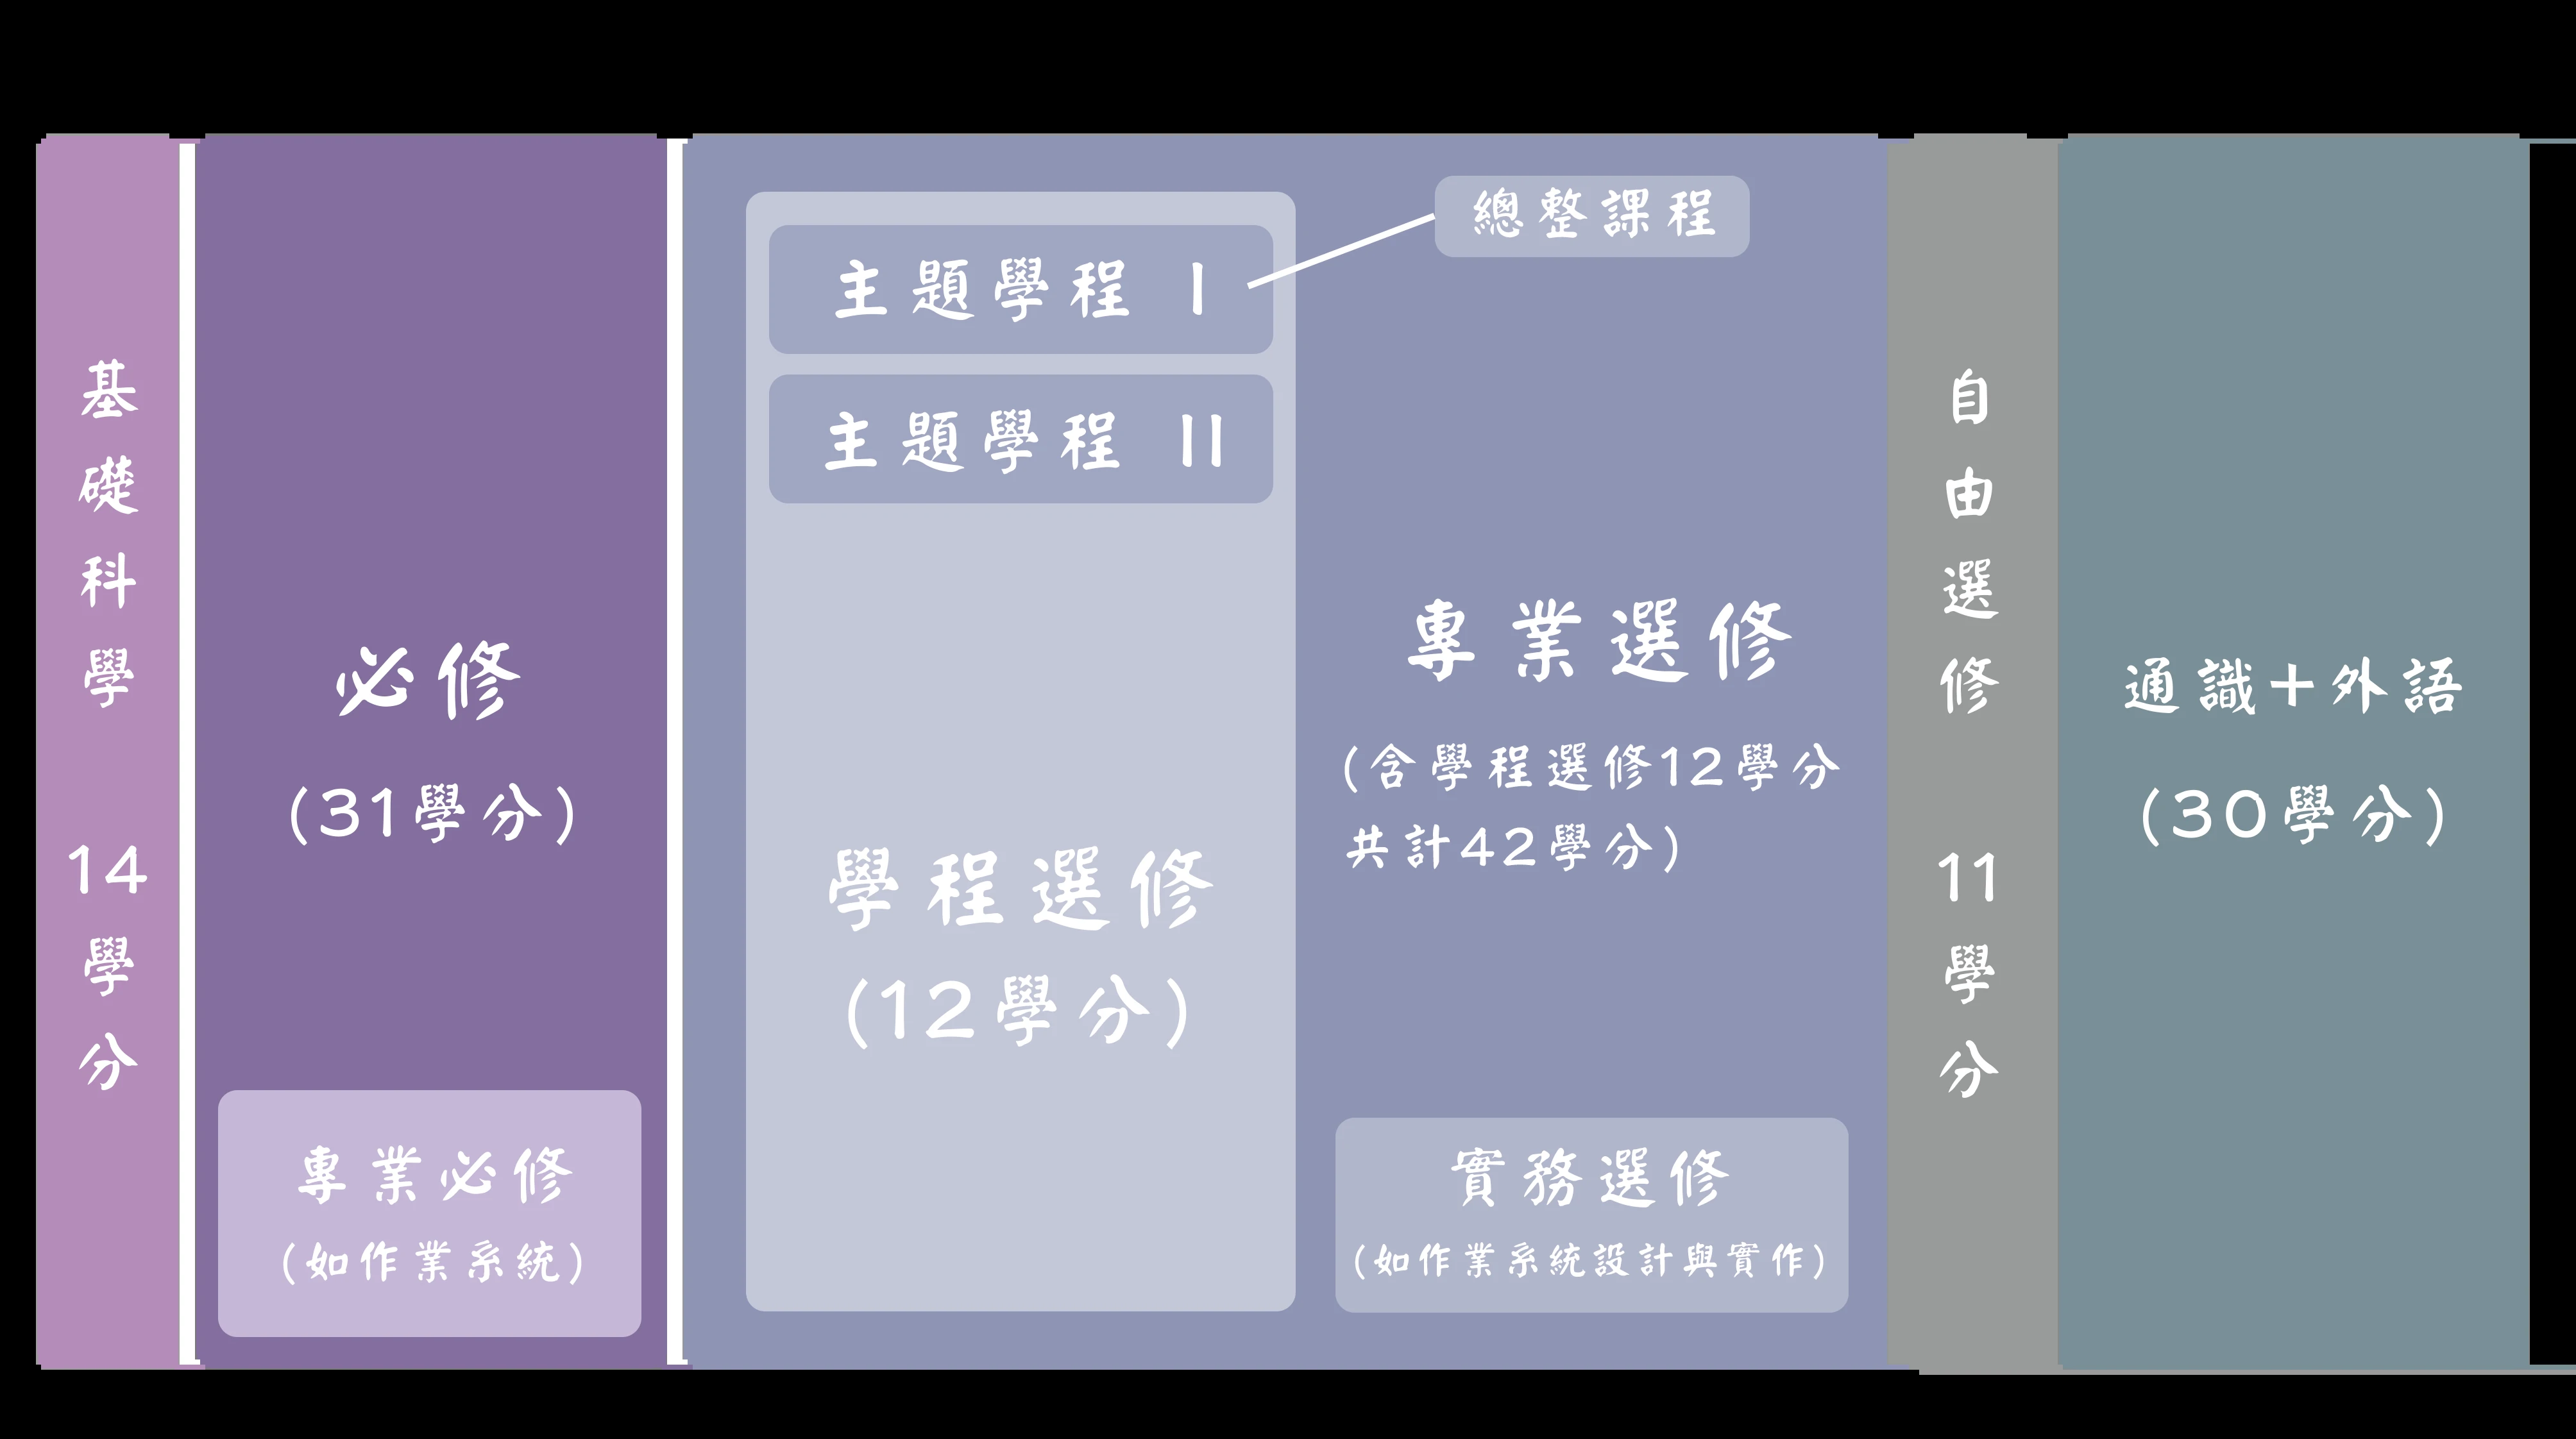 基礎科學 14學分
必修
(31學分)
專業必修
(如作業系統)
主題學程 I
主題學程 II
學程選修
(12學分)
總整課程
專業選修
(含學程選修12學分
共計42學分)
實務選修
(如作業系統設計與實作)
自由選修 11學分
通識+外語
(30學分)